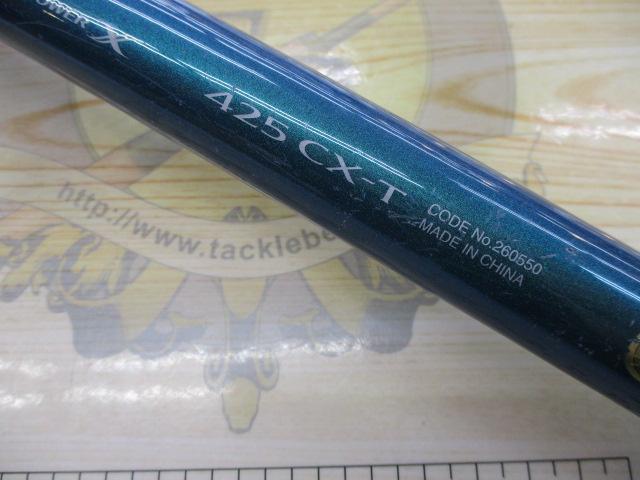 POWER X
425 CX-T
CODE No.260550
MADE IN CHINA
http://www.tacklebe